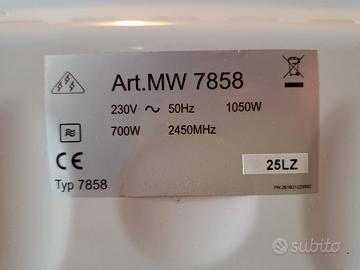 Art.MW 7858
230V ~ 50Hz 1050W
700W 2450MHz
CE
25LZ
Typ 7858
subito